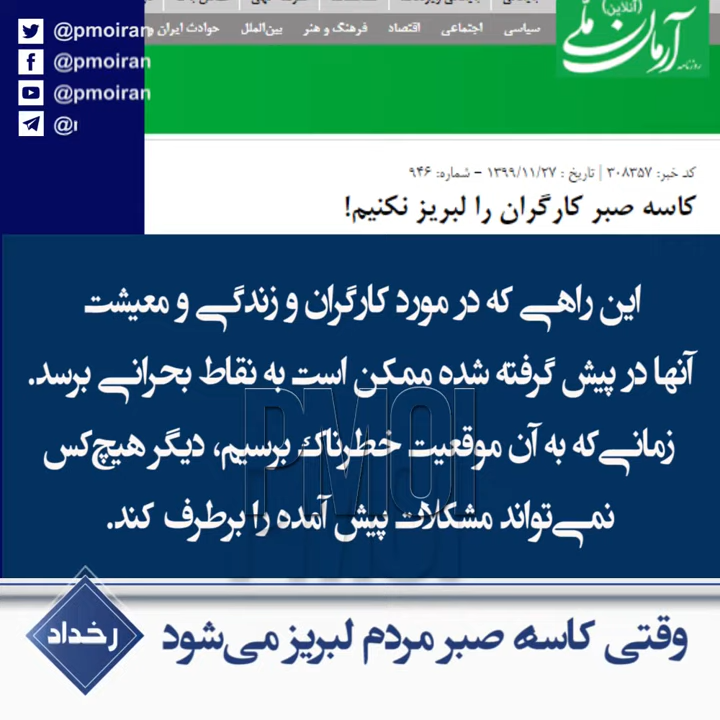 @pmoiran
@pmoiran
@pmoiran
روزنامه آرمان ملی (آنلاین)
سیاسی اجتماعی اقتصاد فرهنگ و هنر بین‌الملل حوادث ایران و
کد خبر: ۳۰۸۳۵۷ | تاریخ : ۱۳۹۹/۱۱/۲۷ - شماره: ۹۴۶
کاسه صبر کارگران را لبریز نکنیم!
این راهی که در مورد کارگران و زندگی و معیشت
آنها در پیش گرفته شده ممکن است به نقاط بحرانی برسد.
زمانی‌که به آن موقعیت خطرناک برسیم، دیگر هیچ‌کس
نمی‌تواند مشکلات پیش آمده را برطرف کند.
PMOI
PMOI
وقتی کاسه صبر مردم لبریز می‌شود
رخداد